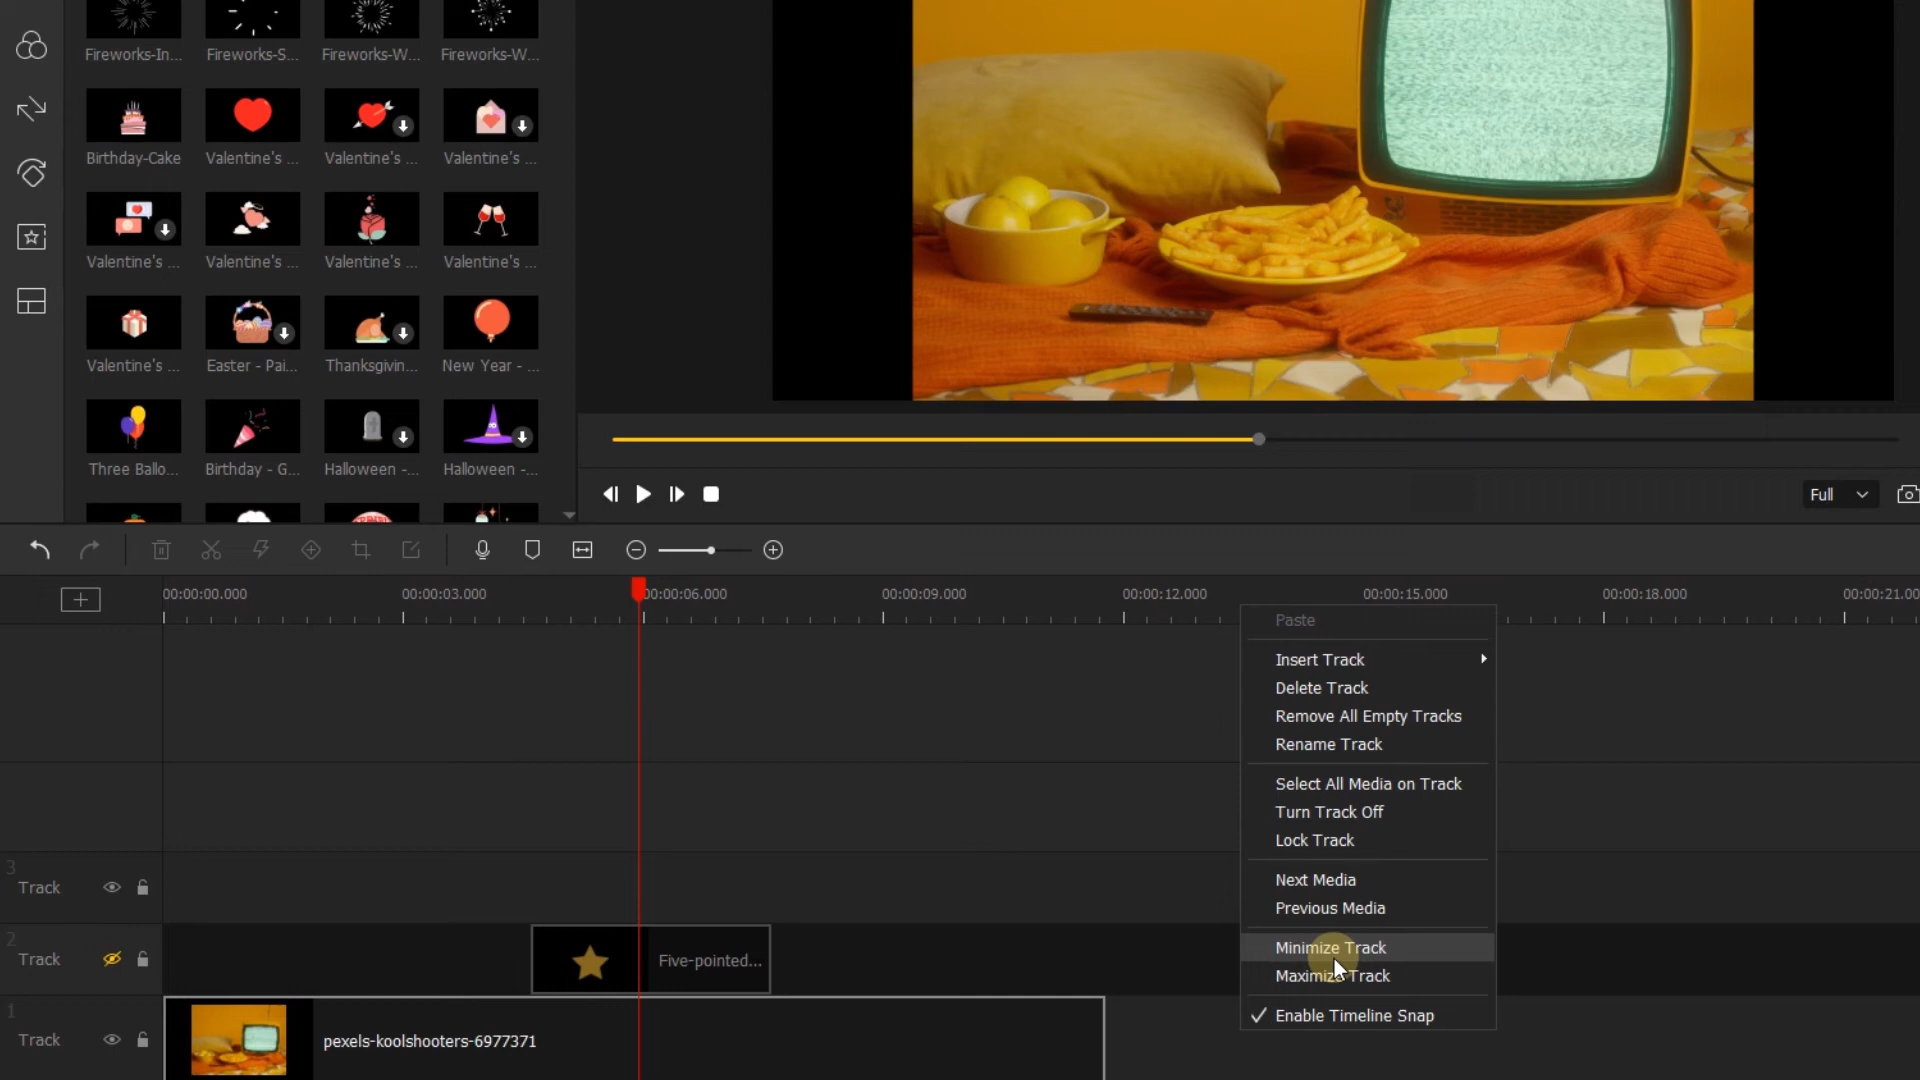 Fireworks-In...
Fireworks-S...
Fireworks-W...
Fireworks-W...
Birthday-Cake
Valentine's ...
Valentine's ...
Valentine's ...
Valentine's ...
Valentine's ...
Valentine's ...
Valentine's ...
Valentine's ...
Easter - Pai...
Thanksgivin...
New Year - ...
Three Ballo...
Birthday - G...
Halloween -...
Halloween -...
Full
00:00:00.000
00:00:03.000
00:00:06.000
00:00:09.000
00:00:12.000
00:00:15.000
00:00:18.000
00:00:21.00
Paste
Insert Track
Delete Track
Remove All Empty Tracks
Rename Track
Select All Media on Track
Turn Track Off
Lock Track
Next Media
Previous Media
Minimize Track
Maximize Track
Enable Timeline Snap
3
Track
2
Track
Five-pointed...
1
Track
pexels-koolshooters-6977371